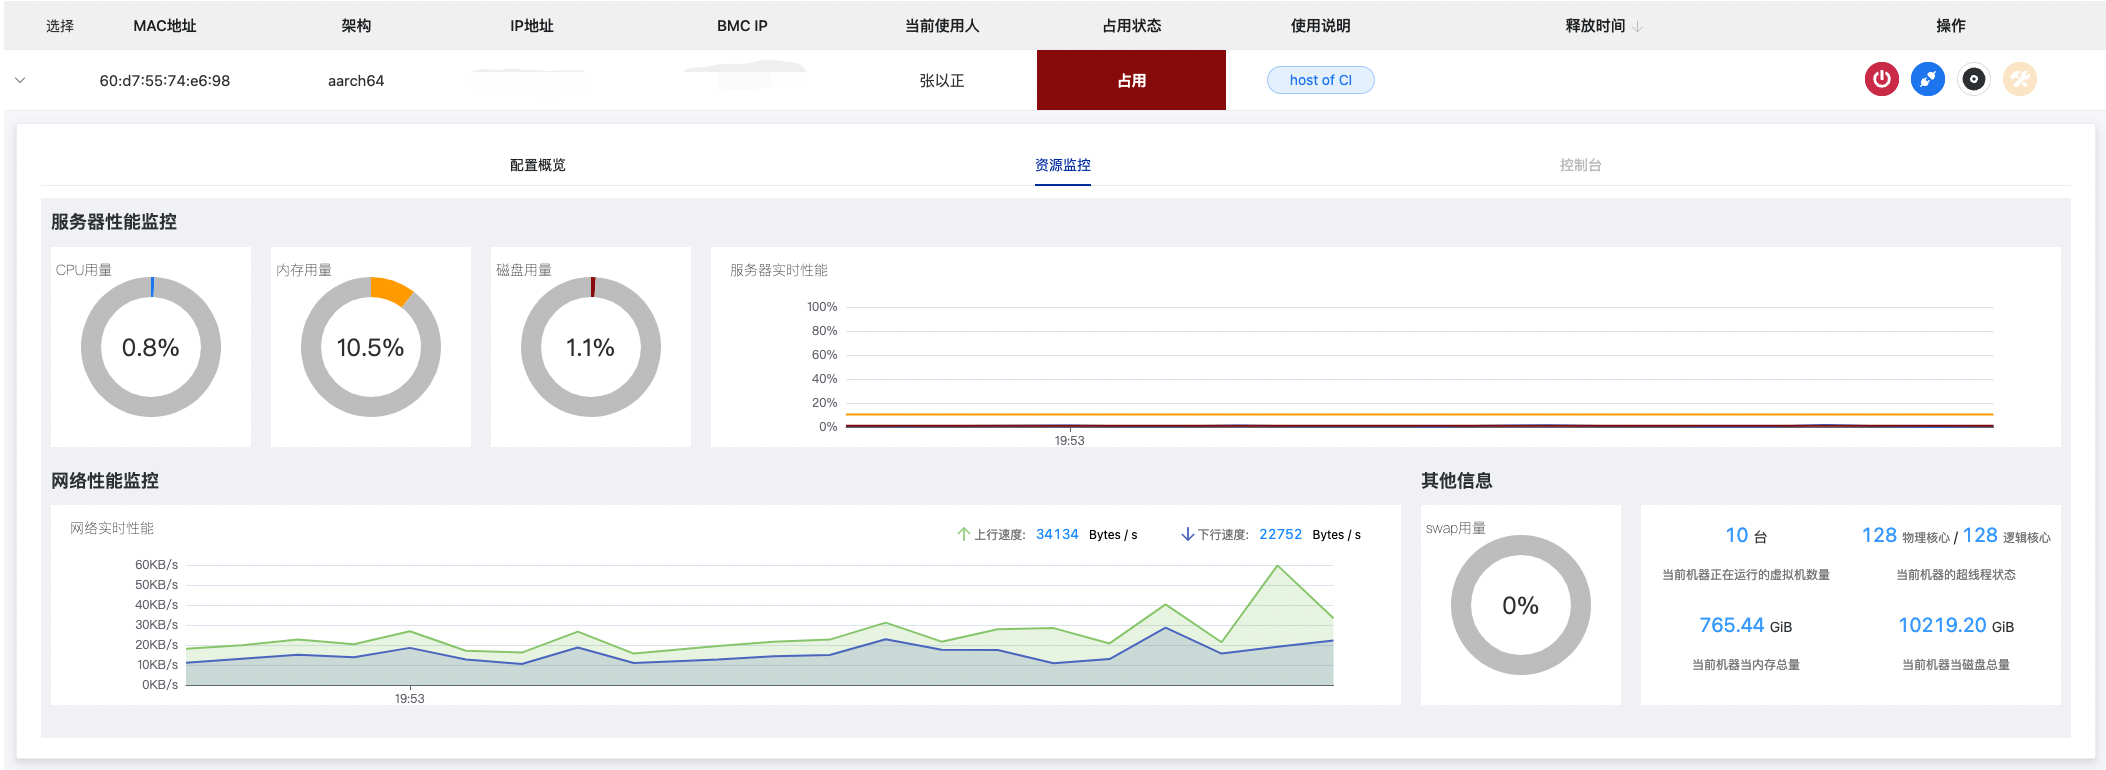 选择 MAC地址 架构 IP地址 BMC IP 当前使用人 占用状态 使用说明 释放时间 操作
60:d7:55:74:e6:98 aarch64 张以正 占用 host of CI
配置概览 资源监控 控制台
服务器性能监控
CPU用量
0.8%
内存用量
10.5%
磁盘用量
1.1%
服务器实时性能
100%
80%
60%
40%
20%
0%
19:53
网络性能监控
网络实时性能
上行速度: 34134 Bytes / s 下行速度: 22752 Bytes / s
60KB/s
50KB/s
40KB/s
30KB/s
20KB/s
10KB/s
0KB/s
19:53
其他信息
swap用量
0%
10 台
当前机器正在运行的虚拟机数量
128 物理核心 / 128 逻辑核心
当前机器的超线程状态
765.44 GiB
当前机器当内存总量
10219.20 GiB
当前机器当磁盘总量